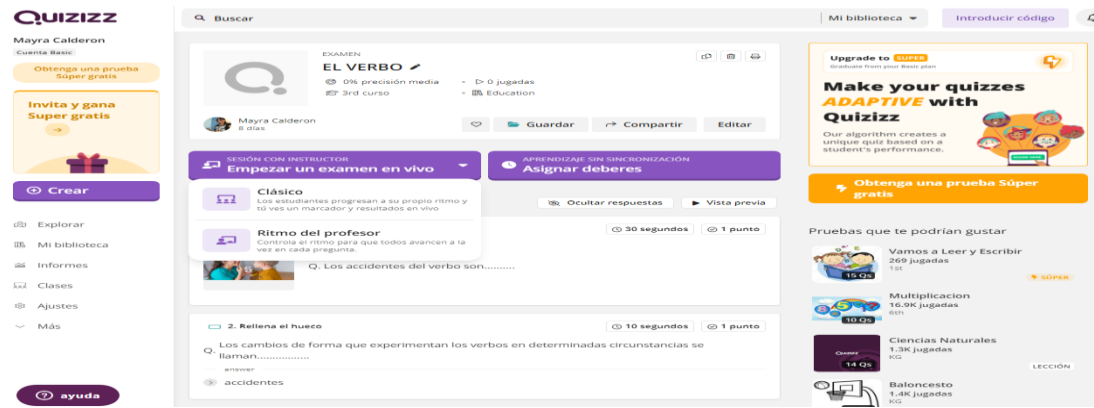 QUIZIZZ
Mayra Calderon
Cuenta Basic
Obtenga una prueba
Súper gratis
Invita y gana
Super gratis
Crear
Explorar
Mi biblioteca
Informes
Clases
Ajustes
Más
ayuda
Buscar
Mi biblioteca
Introducir código
EXAMEN
EL VERBO
0% precisión media
0 jugadas
3rd curso
Education
Mayra Calderon
8 días
Guardar
Compartir
Editar
SESIÓN CON INSTRUCTOR
Empezar un examen en vivo
APRENDIZAJE SIN SINCRONIZACIÓN
Asignar deberes
Clásico
Los estudiantes progresan a su propio ritmo y
tú ves un marcador y resultados en vivo
Ritmo del profesor
Controla el ritmo para que todos avancen a la
vez en cada pregunta.
Ocultar respuestas
Vista previa
30 segundos
1 punto
Q. Los accidentes del verbo son..........
2. Rellena el hueco
10 segundos
1 punto
Q. Los cambios de forma que experimentan los verbos en determinadas circunstancias se
llaman................
answer
accidentes
Upgrade to SUPER
Graduate from your Basic plan
Make your quizzes
ADAPTIVE with
Quizizz
Our algorithm creates a
unique quiz based on a
student's performance.
Obtenga una prueba Súper
gratis
Pruebas que te podrían gustar
Vamos a Leer y Escribir
269 jugadas
1st
15 Qs
SÚPER
Multiplicacion
16.9K jugadas
6th
10 Qs
Ciencias Naturales
1.3K jugadas
KG
14 Qs
LECCIÓN
Baloncesto
1.4K jugadas
KG